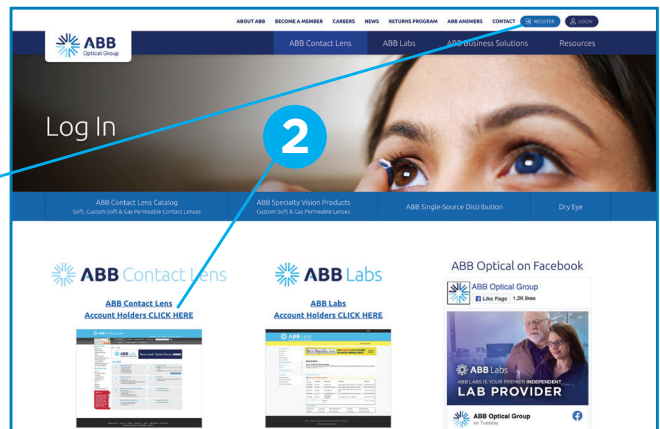 ABOUT ABB BECOME A MEMBER CAREERS NEWS RETURNS PROGRAM ABB ANSWERS CONTACT REGISTER LOGIN
ABB
Optical Group
ABB Contact Lens ABB Labs ABB Business Solutions Resources
Log In
2
ABB Contact Lens Catalog
Soft, Custom Soft & Gas Permeable Contact Lenses
ABB Specialty Vision Products
Custom Soft & Gas Permeable Lenses
ABB Single-Source Distribution
Dry Eye
ABB Contact Lens
ABB Contact Lens
Account Holders CLICK HERE
ABB Labs
ABB Labs
Account Holders CLICK HERE
ABB Optical on Facebook
ABB Optical Group
Like Page 1.2K likes
ABB Labs
ABB LABS IS YOUR PREMIER INDEPENDENT
LAB PROVIDER
ABB Optical Group
on Tuesday